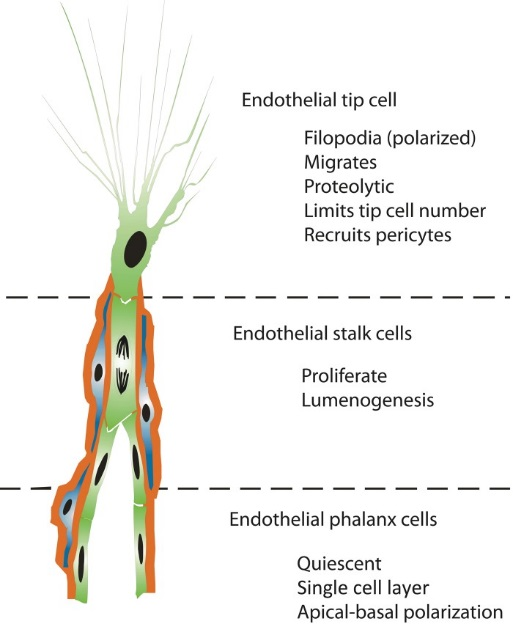 Endothelial tip cell
Filopodia (polarized)
Migrates
Proteolytic
Limits tip cell number
Recruits pericytes
Endothelial stalk cells
Proliferate
Lumenogenesis
Endothelial phalanx cells
Quiescent
Single cell layer
Apical-basal polarization